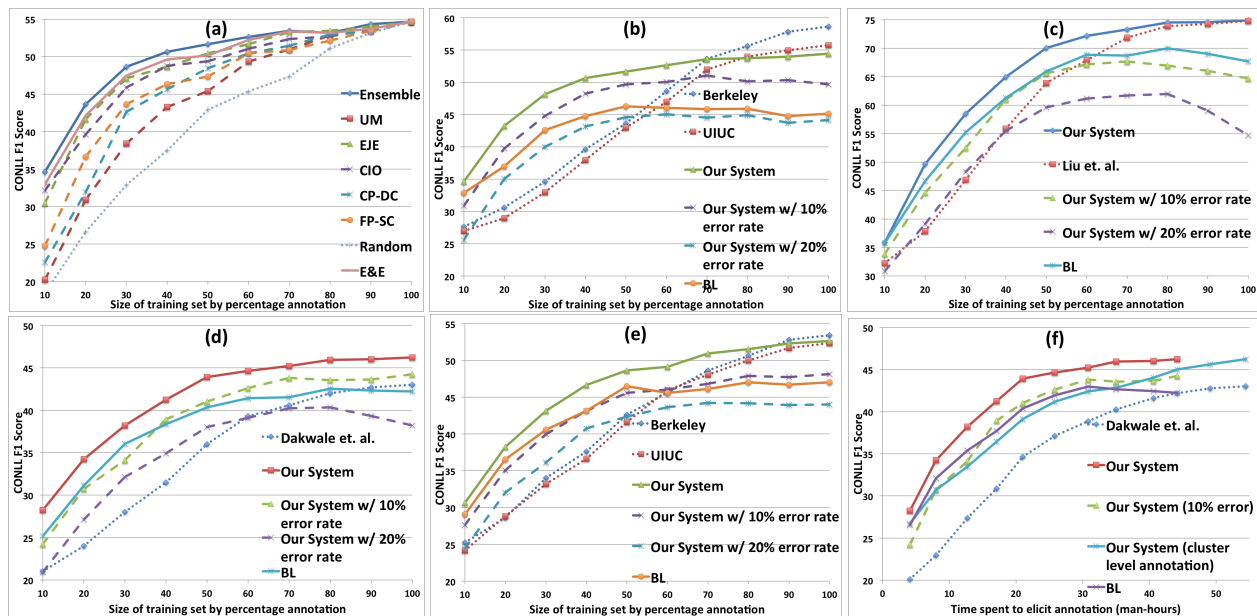 (a)
CONLL F1 Score
55
50
45
40
35
30
25
20
10 20 30 40 50 60 70 80 90 100
Size of training set by percentage annotation
Ensemble
UM
EJE
CIO
CP-DC
FP-SC
Random
E&E
(b)
CONLL F1 Score
60
55
50
45
40
35
30
25
20
10 20 30 40 50 60 70 80 90 100
Size of training set by percentage annotation
Berkeley
UIUC
Our System
Our System w/ 10%
error rate
Our System w/ 20%
error rate
BL
(c)
CONLL F1 Score
75
70
65
60
55
50
45
40
35
30
10 20 30 40 50 60 70 80 90 100
Size of training set by percentage annotation
Our System
Liu et. al.
Our System w/ 10% error rate
Our System w/ 20% error rate
BL
(d)
CONLL F1 Score
50
45
40
35
30
25
20
10 20 30 40 50 60 70 80 90 100
Size of training set by percentage annotation
Dakwale et. al.
Our System
Our System w/ 10%
error rate
Our System w/ 20%
error rate
BL
(e)
CONLL F1 Score
55
50
45
40
35
30
25
20
10 20 30 40 50 60 70 80 90 100
Size of training set by percentage annotation
Berkeley
UIUC
Our System
Our System w/ 10% error rate
Our System w/ 20% error rate
BL
(f)
CONLL F1 Score
50
45
40
35
30
25
20
0 10 20 30 40 50
Time spent to elicit annotation (man-hours)
Dakwale et. al.
Our System
Our System (10% error)
Our System (cluster
level annotation)
BL